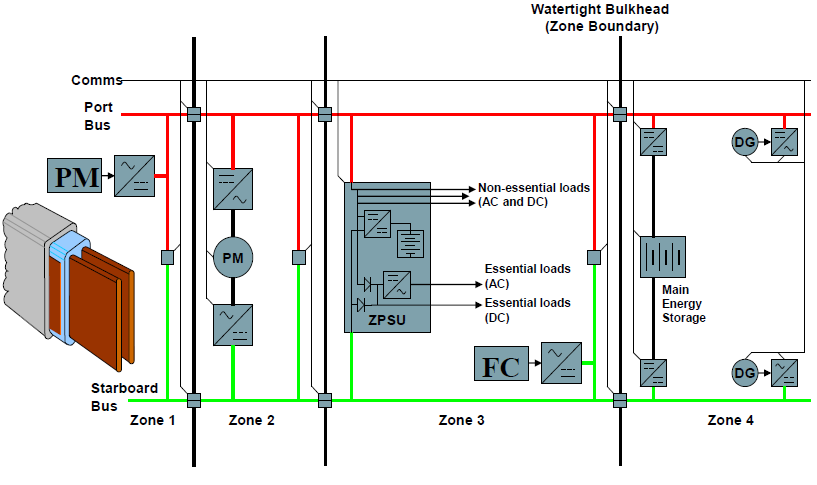 Watertight Bulkhead
(Zone Boundary)
Comms
Port
Bus
PM
DG
Non-essential loads
(AC and DC)
PM
Essential loads
(AC)
Essential loads
(DC)
ZPSU
Main
Energy
Storage
FC
DG
Starboard
Bus
Zone 1
Zone 2
Zone 3
Zone 4